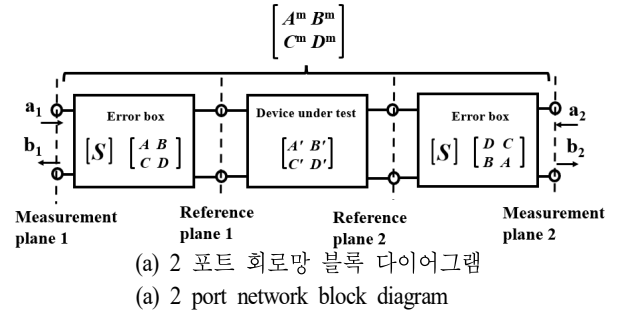 [A^m B^m
C^m D^m]
a1
b1
Error box
[S] [A B
C D]
Device under test
[A' B'
C' D']
Error box
[S] [D C
B A]
a2
b2
Measurement
plane 1
Reference
plane 1
Reference
plane 2
Measurement
plane 2
(a) 2 포트 회로망 블록 다이어그램
(a) 2 port network block diagram